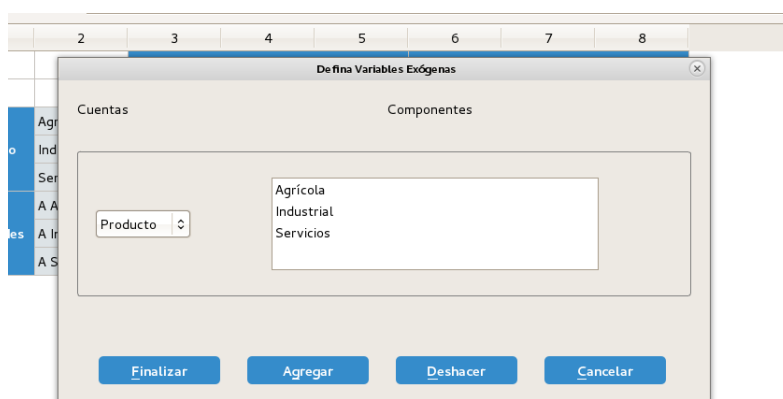 2 3 4 5 6 7 8
Defina Variables Exógenas
Cuentas Componentes
Agr
o Ind
Ser
A A
les A In
A S
Producto
Agrícola
Industrial
Servicios
Finalizar Agregar Deshacer Cancelar